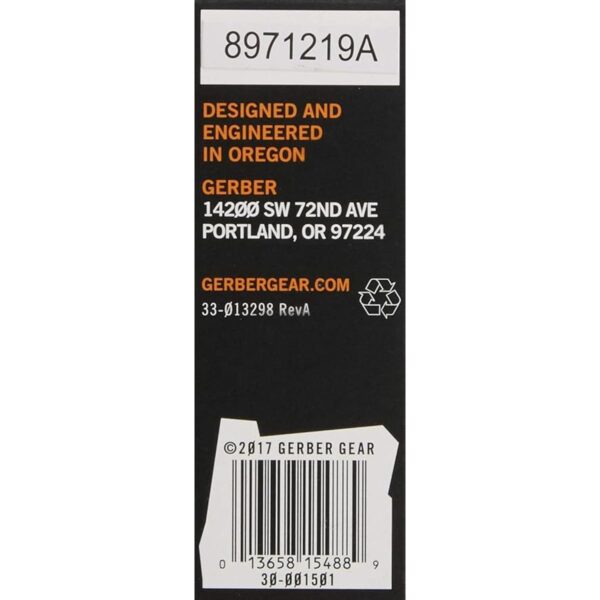 8971219A
DESIGNED AND
ENGINEERED
IN OREGON
GERBER
14200 SW 72ND AVE
PORTLAND, OR 97224
GERBERGEAR.COM
33-013298 RevA
©2017 GERBER GEAR
0 13658 15488 9
30-001501